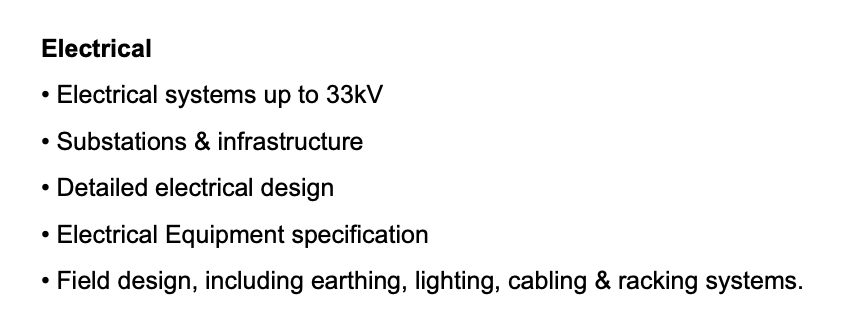 Electrical
• Electrical systems up to 33kV
• Substations & infrastructure
• Detailed electrical design
• Electrical Equipment specification
• Field design, including earthing, lighting, cabling & racking systems.